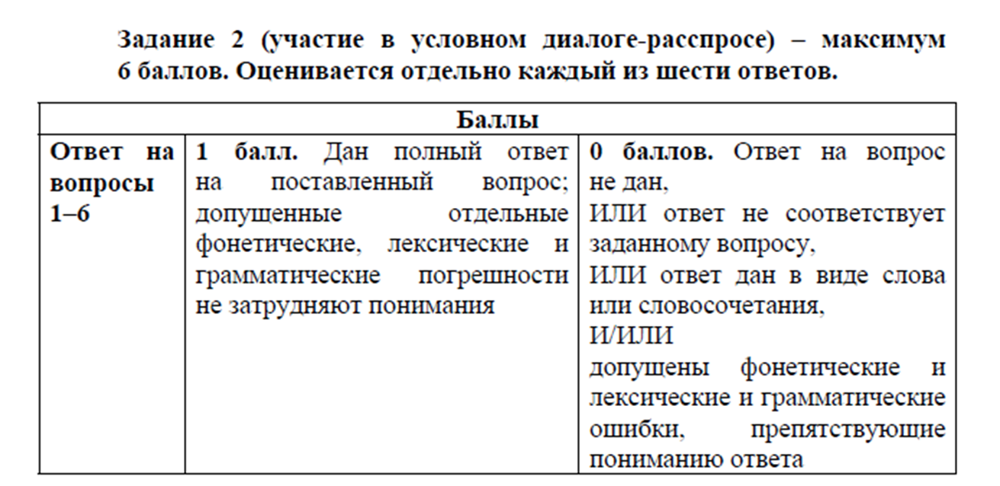 Задание 2 (участие в условном диалоге-расспросе) – максимум
6 баллов. Оценивается отдельно каждый из шести ответов.
Баллы
Ответ на
вопросы
1–6
1 балл. Дан полный ответ
на поставленный вопрос;
допущенные отдельные
фонетические, лексические и
грамматические погрешности
не затрудняют понимания
0 баллов. Ответ на вопрос
не дан,
ИЛИ ответ не соответствует
заданному вопросу,
ИЛИ ответ дан в виде слова
или словосочетания,
И/ИЛИ
допущены фонетические и
лексические и грамматические
ошибки, препятствующие
пониманию ответа